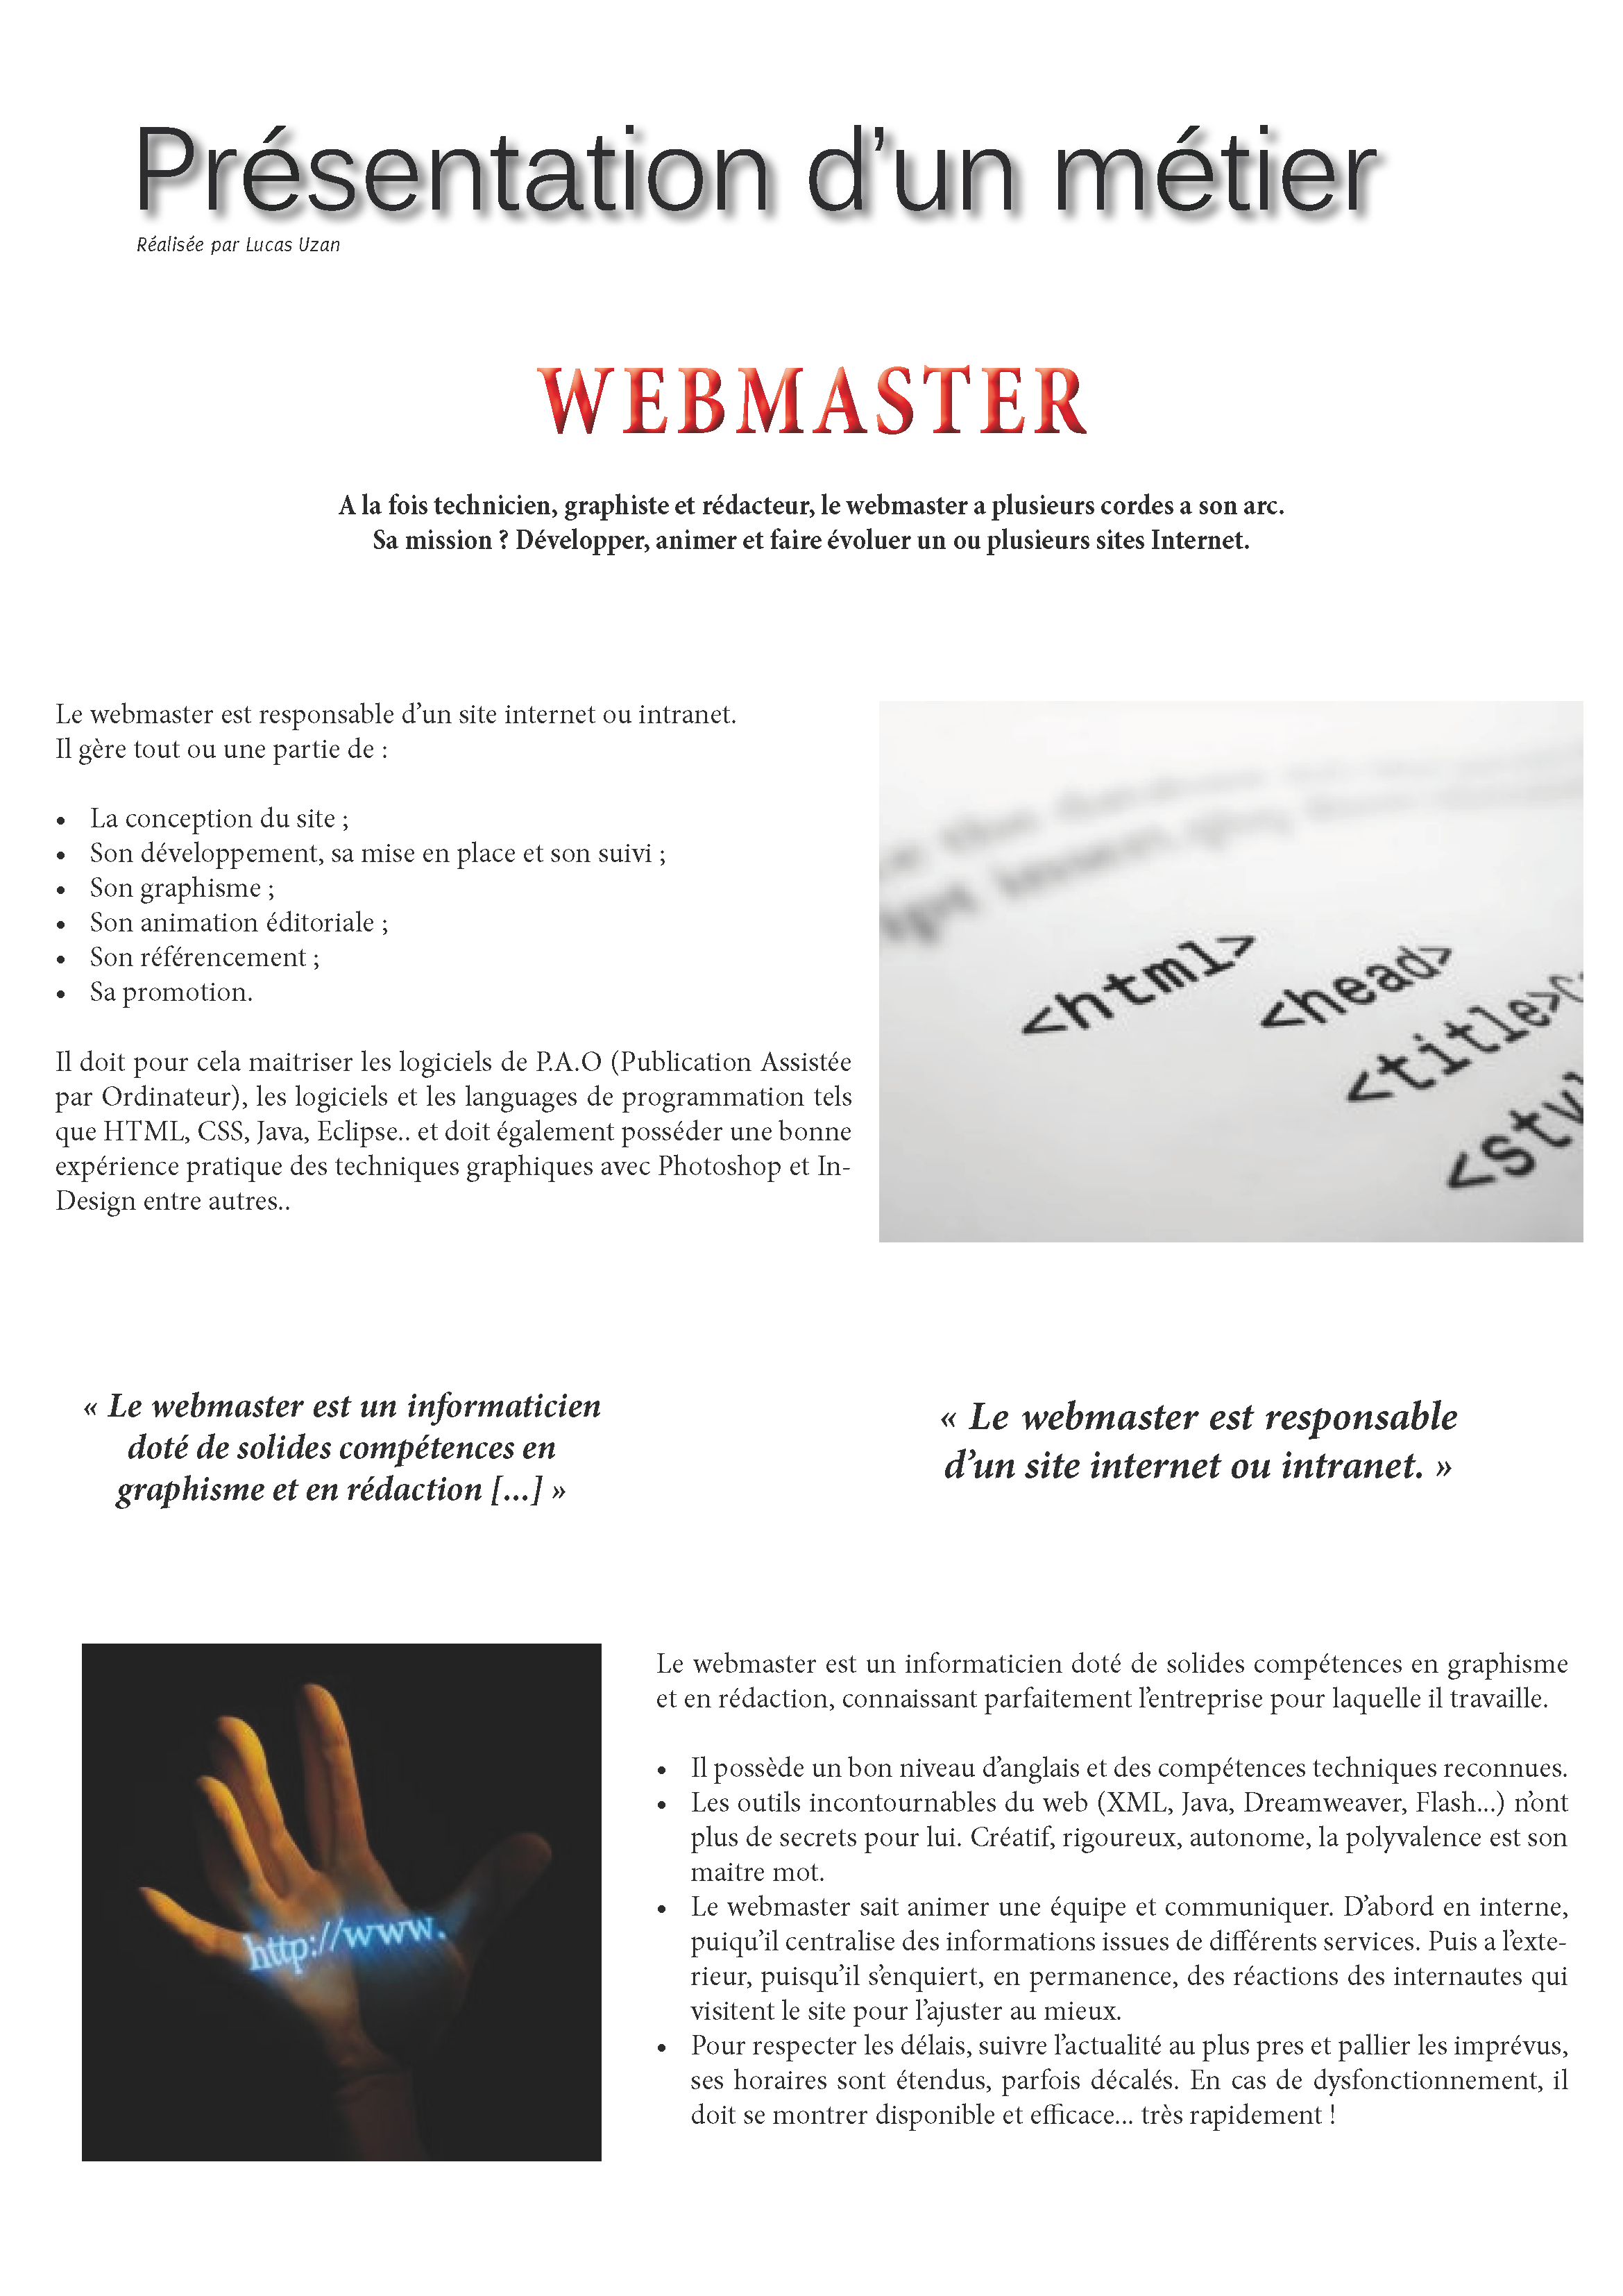 Présentation d’un métier
Réalisée par Lucas Uzan
WEBMASTER
A la fois technicien, graphiste et rédacteur, le webmaster a plusieurs cordes a son arc.
Sa mission ? Développer, animer et faire évoluer un ou plusieurs sites Internet.
Le webmaster est responsable d’un site internet ou intranet.
Il gère tout ou une partie de :
• La conception du site ;
• Son développement, sa mise en place et son suivi ;
• Son graphisme ;
• Son animation éditoriale ;
• Son référencement ;
• Sa promotion.
Il doit pour cela maitriser les logiciels de P.A.O (Publication Assistée
par Ordinateur), les logiciels et les languages de programmation tels
que HTML, CSS, Java, Eclipse.. et doit également posséder une bonne
expérience pratique des techniques graphiques avec Photoshop et In-
Design entre autres..
<html>
<head>
<title>
« Le webmaster est un informaticien
doté de solides compétences en
graphisme et en rédaction [...] »
« Le webmaster est responsable
d’un site internet ou intranet. »
http://www.
Le webmaster est un informaticien doté de solides compétences en graphisme
et en rédaction, connaissant parfaitement l’entreprise pour laquelle il travaille.
• Il possède un bon niveau d’anglais et des compétences techniques reconnues.
• Les outils incontournables du web (XML, Java, Dreamweaver, Flash...) n’ont
plus de secrets pour lui. Créatif, rigoureux, autonome, la polyvalence est son
maitre mot.
• Le webmaster sait animer une équipe et communiquer. D’abord en interne,
puiqu’il centralise des informations issues de différents services. Puis a l’exte-
rieur, puisqu’il s’enquiert, en permanence, des réactions des internautes qui
visitent le site pour l’ajuster au mieux.
• Pour respecter les délais, suivre l’actualité au plus pres et pallier les imprévus,
ses horaires sont étendus, parfois décalés. En cas de dysfonctionnement, il
doit se montrer disponible et efficace... très rapidement !